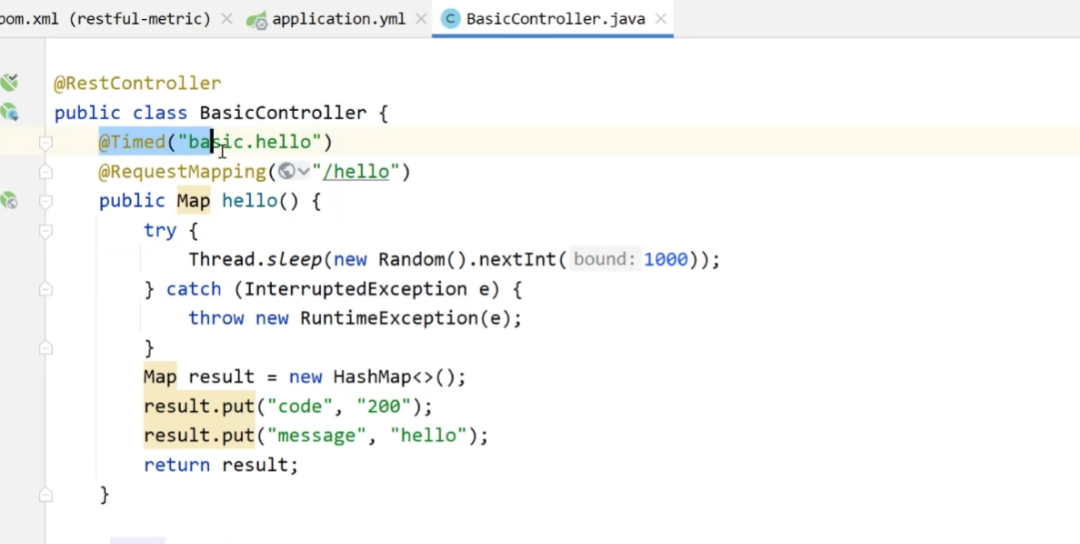 pom.xml (restful-metric) × application.yml × C BasicController.java ×
@RestController
public class BasicController {
@Timed("basic.hello")
@RequestMapping("/hello")
public Map hello() {
try {
Thread.sleep(new Random().nextInt( bound: 1000));
} catch (InterruptedException e) {
throw new RuntimeException(e);
}
Map result = new HashMap<>();
result.put("code", "200");
result.put("message", "hello");
return result;
}